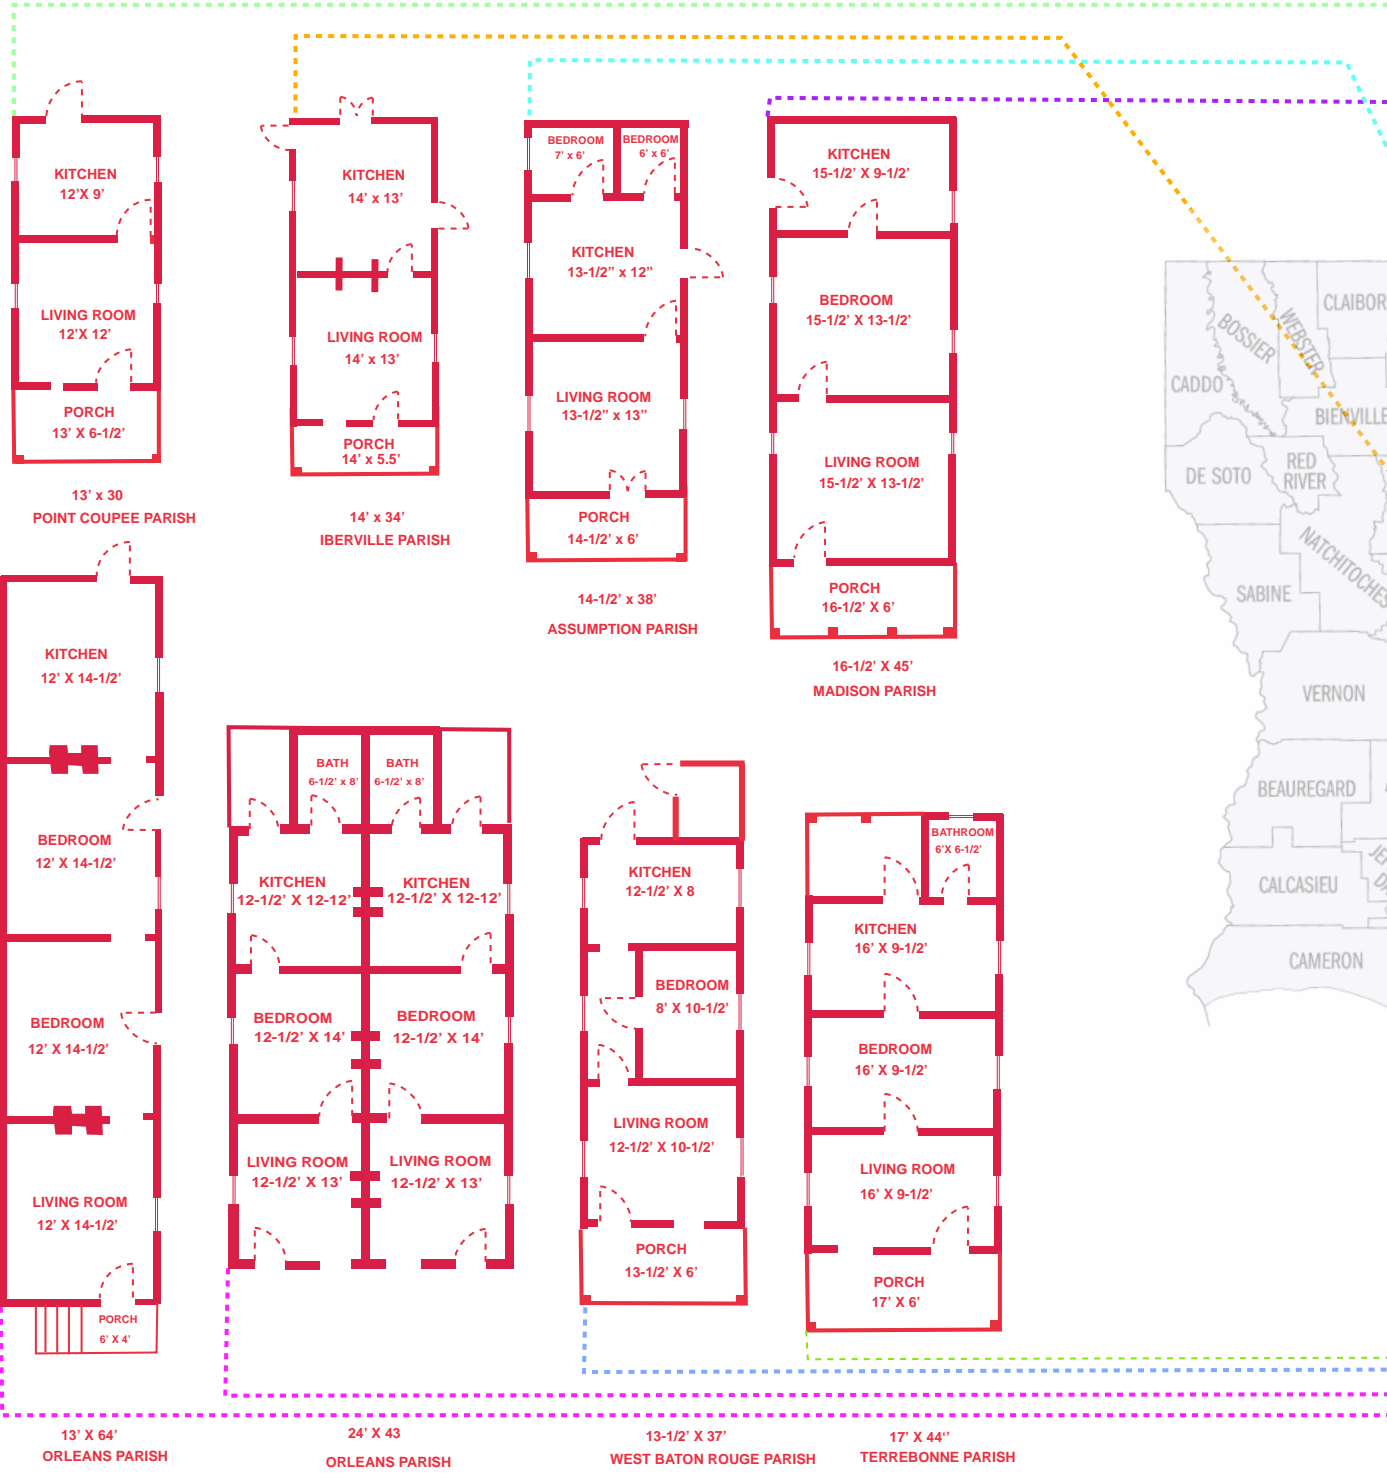 KITCHEN
12’X 9’
LIVING ROOM
12’X 12’
PORCH
13’ X 6-1/2’
13’ x 30
POINT COUPEE PARISH
KITCHEN
14’ x 13’
LIVING ROOM
14’ x 13’
PORCH
14’ x 5.5’
14’ x 34’
IBERVILLE PARISH
BEDROOM
7’ x 6’
BEDROOM
6’ x 6’
KITCHEN
13-1/2” x 12”
LIVING ROOM
13-1/2” x 13”
PORCH
14-1/2’ x 6’
14-1/2’ x 38’
ASSUMPTION PARISH
KITCHEN
15-1/2’ X 9-1/2’
BEDROOM
15-1/2’ X 13-1/2’
LIVING ROOM
15-1/2’ X 13-1/2’
PORCH
16-1/2’ X 6’
16-1/2’ X 45’
MADISON PARISH
CLAIBOR
WEBSTER
BOSSIER
CADDO
BIENVILLE
RED
RIVER
DE SOTO
NATCHITOCHES
SABINE
VERNON
BEAUREGARD
CALCASIEU
CAMERON
KITCHEN
12’ X 14-1/2’
BEDROOM
12’ X 14-1/2’
BEDROOM
12’ X 14-1/2’
LIVING ROOM
12’ X 14-1/2’
PORCH
6’ X 4’
13’ X 64’
ORLEANS PARISH
BATH
6-1/2’ x 8’
BATH
6-1/2’ x 8’
KITCHEN
12-1/2’ X 12-12’
KITCHEN
12-1/2’ X 12-12’
BEDROOM
12-1/2’ X 14’
BEDROOM
12-1/2’ X 14’
LIVING ROOM
12-1/2’ X 13’
LIVING ROOM
12-1/2’ X 13’
24’ X 43
ORLEANS PARISH
KITCHEN
12-1/2’ X 8
BEDROOM
8’ X 10-1/2’
LIVING ROOM
12-1/2’ X 10-1/2’
PORCH
13-1/2’ X 6’
13-1/2’ X 37’
WEST BATON ROUGE PARISH
BATHROOM
6’X 6-1/2’
KITCHEN
16’ X 9-1/2’
BEDROOM
16’ X 9-1/2’
LIVING ROOM
16’ X 9-1/2’
PORCH
17’ X 6’
17’ X 44‘’
TERREBONNE PARISH